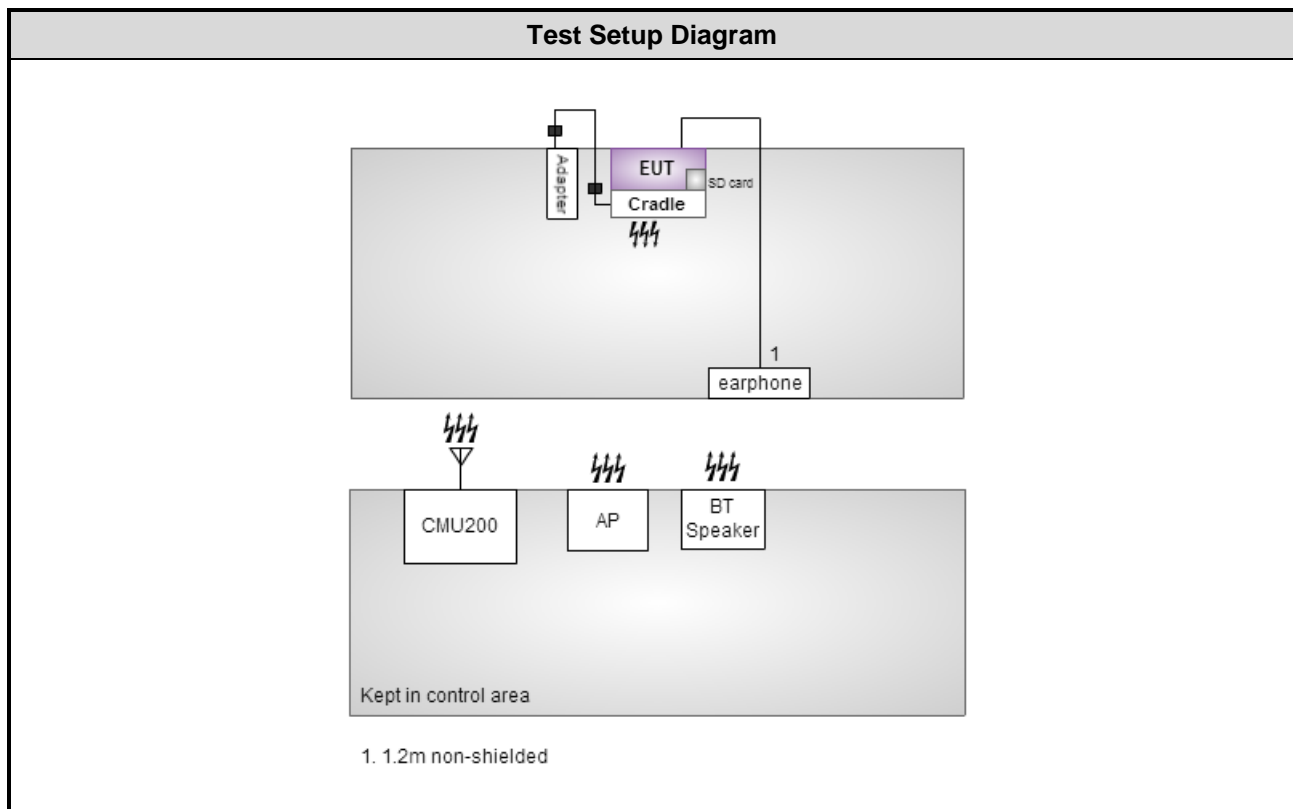 Test Setup Diagram
Adapter
EUT
SD card
Cradle
1
earphone
CMU200
AP
BT
Speaker
Kept in control area
1. 1.2m non-shielded